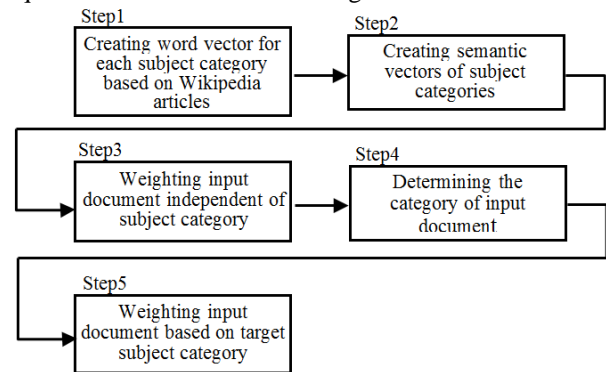 Step1
Creating word vector for
each subject category
based on Wikipedia
articles
Step2
Creating semantic
vectors of subject
categories
Step3
Weighting input
document independent of
subject category
Step4
Determining the
category of input
document
Step5
Weighting input
document based on target
subject category